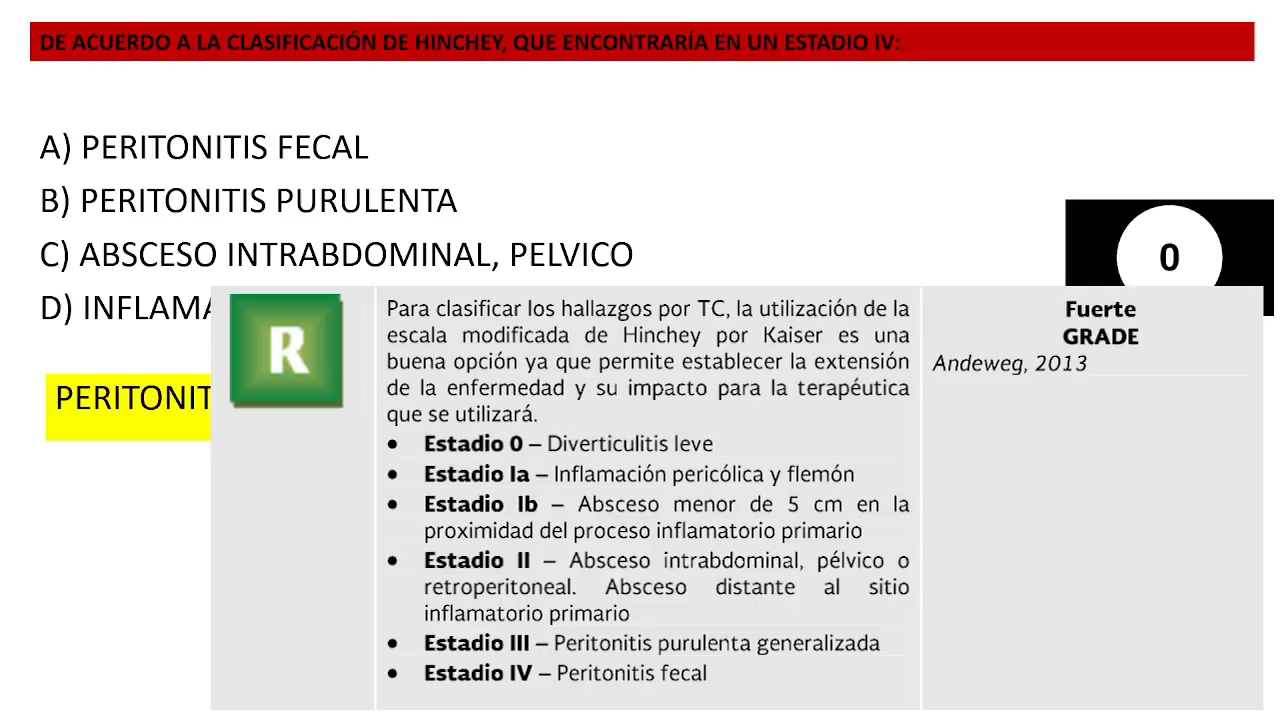 DE ACUERDO A LA CLASIFICACIÓN DE HINCHEY, QUE ENCONTRARÍA EN UN ESTADIO IV:
A) PERITONITIS FECAL
B) PERITONITIS PURULENTA
C) ABSCESO INTRABDOMINAL, PELVICO
D) INFLAMA
0
PERITONIT
R
Para clasificar los hallazgos por TC, la utilización de la
escala modificada de Hinchey por Kaiser es una
buena opción ya que permite establecer la extensión
de la enfermedad y su impacto para la terapéutica
que se utilizará.
• Estadio 0 – Diverticulitis leve
• Estadio Ia – Inflamación pericólica y flemón
• Estadio Ib – Absceso menor de 5 cm en la
proximidad del proceso inflamatorio primario
• Estadio II – Absceso intrabdominal, pélvico o
retroperitoneal. Absceso distante al sitio
inflamatorio primario
• Estadio III – Peritonitis purulenta generalizada
• Estadio IV – Peritonitis fecal
Fuerte
GRADE
Andeweg, 2013